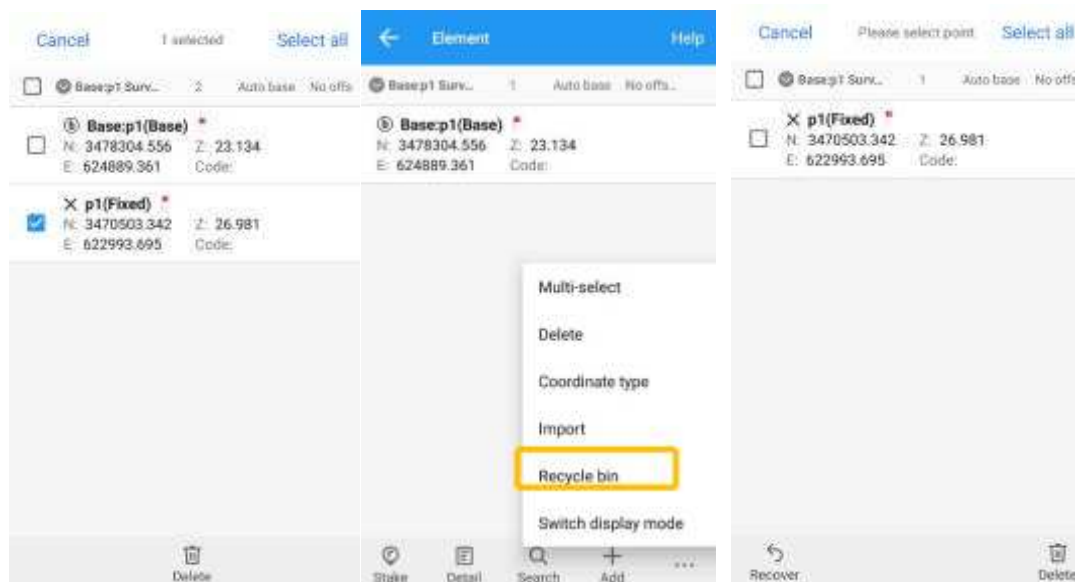 Cancel 1 selected Select all
Base:p1 Surv... 2 Auto base No offs
Base:p1(Base) *
N: 3478304.556 Z: 23.134
E: 624889.361 Code:
p1(Fixed) *
N: 3470503.342 Z: 26.981
E: 622993.695 Code:
Delete
Element Help
Base:p1 Surv... 1 Auto base No offs...
Base:p1(Base) *
N: 3478304.556 Z: 23.134
E: 624889.361 Code:
Multi-select
Delete
Coordinate type
Import
Recycle bin
Switch display mode
Stake Detail Search Add ...
Cancel Please select point Select all
Base:p1 Surv... 1 Auto base No offs
p1(Fixed) *
N: 3470503.342 Z: 26.981
E: 622993.695 Code:
Recover Delete